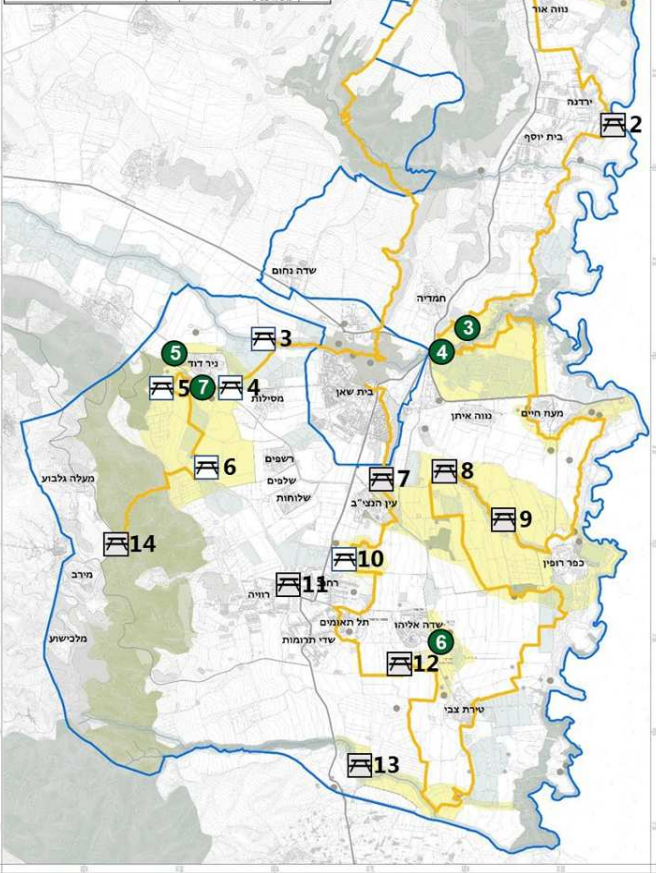 נווה אור
ירדנה
2
בית יוסף
שדה נחום
חמדיה
3
3
4
5
ניר דוד
5
7
4
מסילות
בית שאן
נווה איתן
מעוז חיים
רשפים
6
שלפים
שלוחות
מעלה גלבוע
7
8
עין הנצי"ב
9
14
10
כפר רופין
מירב
11
רוויה
תל תאומים
שדה אליהו
שדי תרומות
6
מלכישוע
12
טירת צבי
13